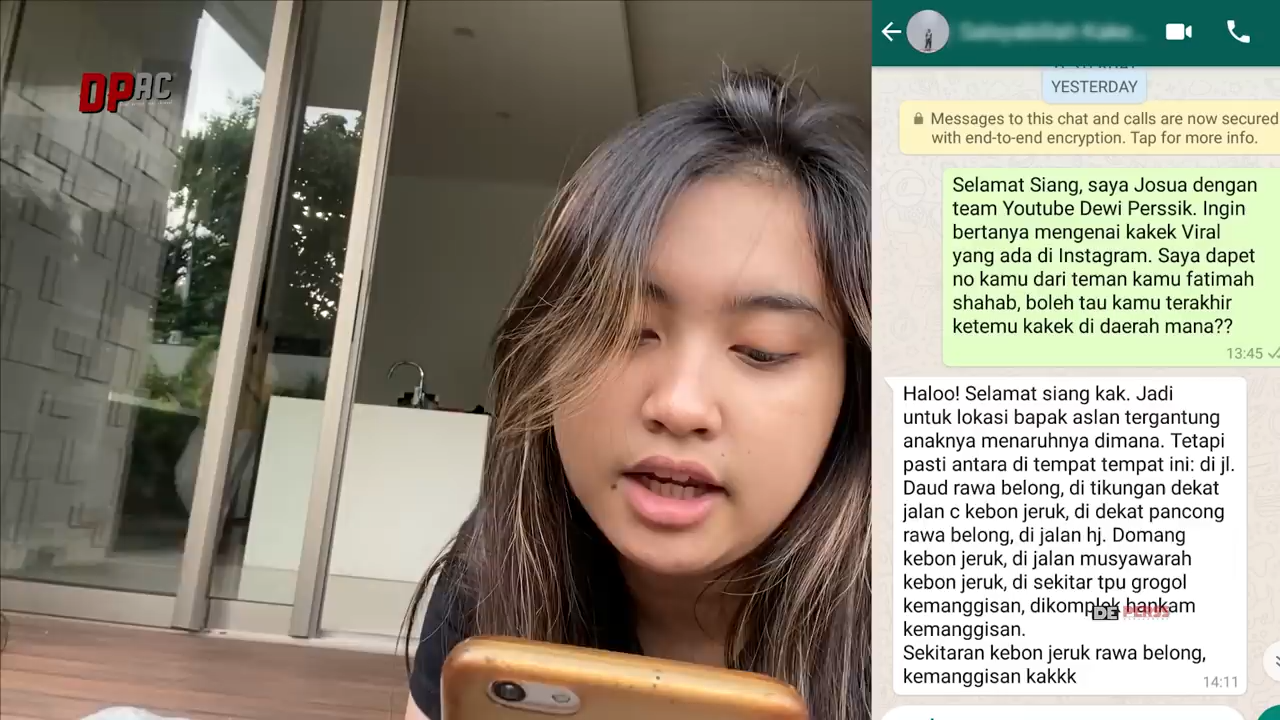 DPAC
YESTERDAY
Messages to this chat and calls are now secured
with end-to-end encryption. Tap for more info.
Selamat Siang, saya Josua dengan
team Youtube Dewi Perssik. Ingin
bertanya mengenai kakek Viral
yang ada di Instagram. Saya dapet
no kamu dari teman kamu fatimah
shahab, boleh tau kamu terakhir
ketemu kakek di daerah mana??
13:45
Haloo! Selamat siang kak. Jadi
untuk lokasi bapak aslan tergantung
anaknya menaruhnya dimana. Tetapi
pasti antara di tempat tempat ini: di jl.
Daud rawa belong, di tikungan dekat
jalan c kebon jeruk, di dekat pancong
rawa belong, di jalan hj. Domang
kebon jeruk, di jalan musyawarah
kebon jeruk, di sekitar tpu grogol
kemanggisan, dikomplek hankam
DE PERSS
kemanggisan.
Sekitaran kebon jeruk rawa belong,
kemanggisan kakkk
14:11